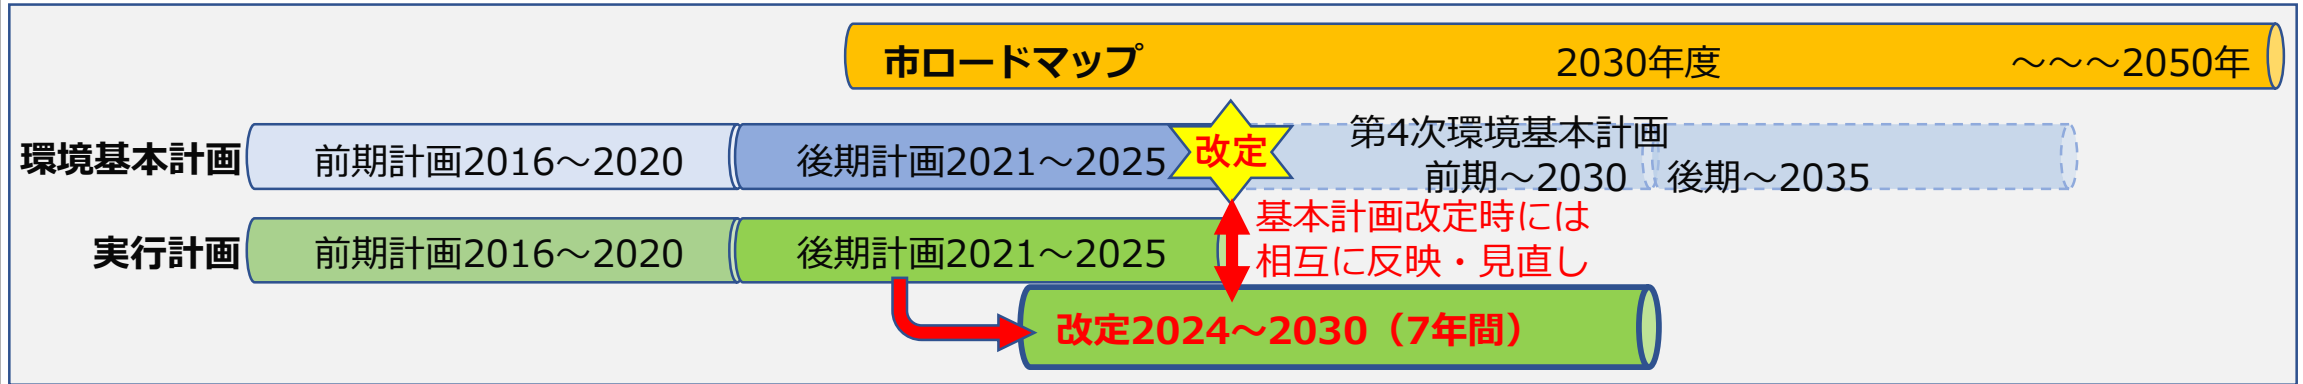 市ロードマップ 2030年度 ～～～2050年
環境基本計画 前期計画2016～2020 後期計画2021～2025 改定 第4次環境基本計画
前期～2030 後期～2035
実行計画 前期計画2016～2020 後期計画2021～2025 基本計画改定時には
相互に反映・見直し
改定2024～2030（7年間）